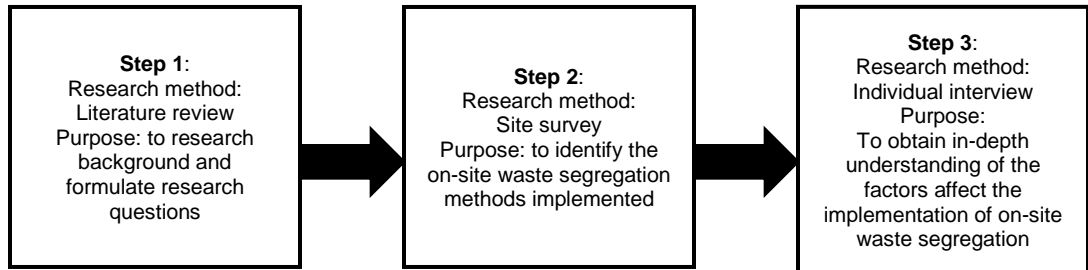 Step 1:
Research method:
Literature review
Purpose: to research
background and
formulate research
questions
Step 2:
Research method:
Site survey
Purpose: to identify the
on-site waste segregation
methods implemented
Step 3:
Research method:
Individual interview
Purpose:
To obtain in-depth
understanding of the
factors affect the
implementation of on-site
waste segregation